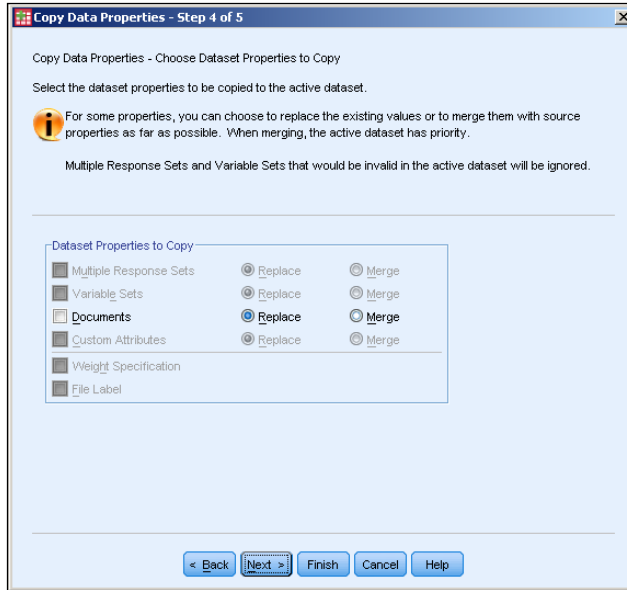 Copy Data Properties - Step 4 of 5
Copy Data Properties - Choose Dataset Properties to Copy
Select the dataset properties to be copied to the active dataset.
For some properties, you can choose to replace the existing values or to merge them with source
properties as far as possible. When merging, the active dataset has priority.
Multiple Response Sets and Variable Sets that would be invalid in the active dataset will be ignored.
Dataset Properties to Copy
Multiple Response Sets Replace Merge
Variable Sets Replace Merge
Documents Replace Merge
Custom Attributes Replace Merge
Weight Specification
File Label
< Back Next > Finish Cancel Help